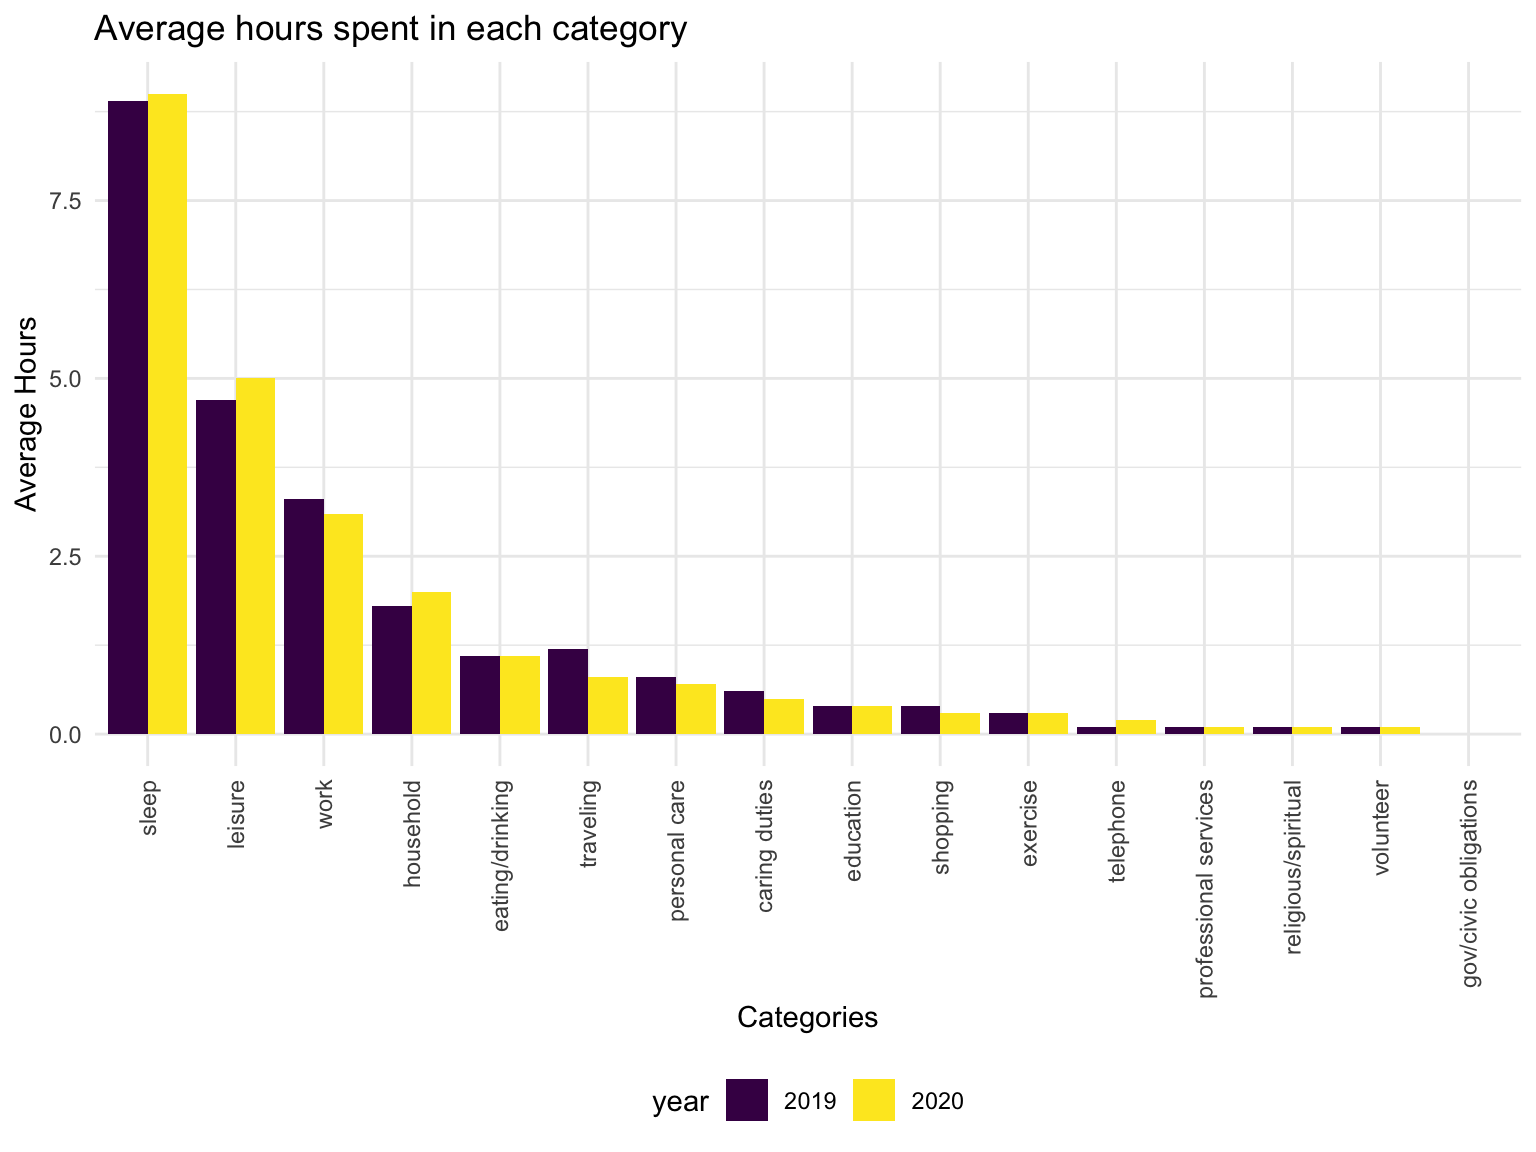 Average hours spent in each category
Average Hours
7.5
5.0
2.5
0.0
sleep
leisure
work
household
eating/drinking
traveling
personal care
caring duties
education
shopping
exercise
telephone
professional services
religious/spiritual
volunteer
gov/civic obligations
Categories
year 2019 2020